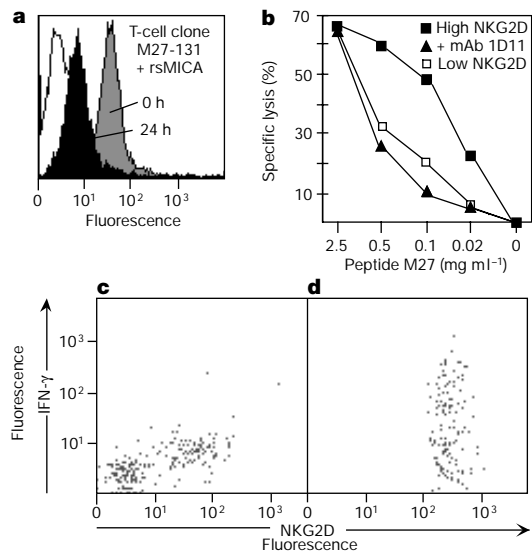 a
T-cell clone
M27-131
+ rsMICA
0 h
24 h
0 10¹ 10² 10³
Fluorescence
b
High NKG2D
+ mAb 1D11
Low NKG2D
Specific lysis (%)
70
50
30
10
2.5 0.5 0.1 0.02 0
Peptide M27 (mg ml⁻¹)
c
d
Fluorescence
IFN-γ
10³
10²
10¹
0 10¹ 10² 10³ 0 10¹ 10² 10³
NKG2D
Fluorescence